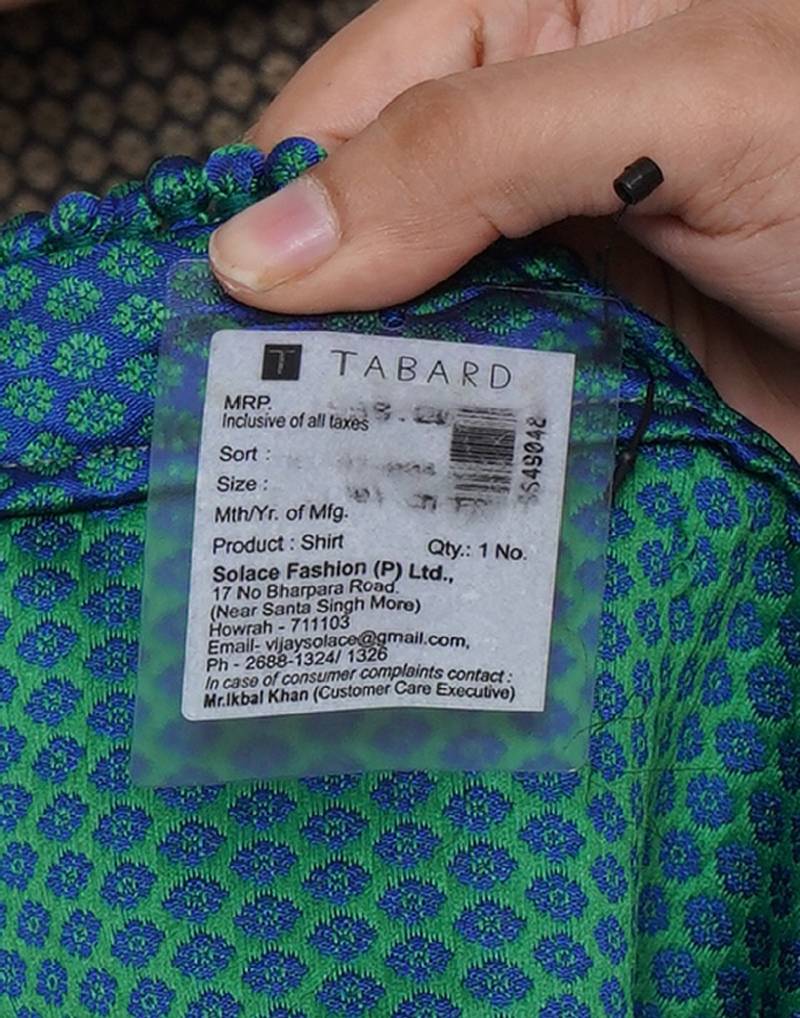 T TABARD
MRP.
Inclusive of all taxes
Sort :
Size :
Mth/Yr. of Mfg.
Product : Shirt Qty.: 1 No.
Solace Fashion (P) Ltd.,
17 No Bharpara Road.
(Near Santa Singh More)
Howrah - 711103
Email- vijaysolace@gmail.com,
Ph - 2688-1324/ 1326
In case of consumer complaints contact :
Mr.Ikbal Khan (Customer Care Executive)